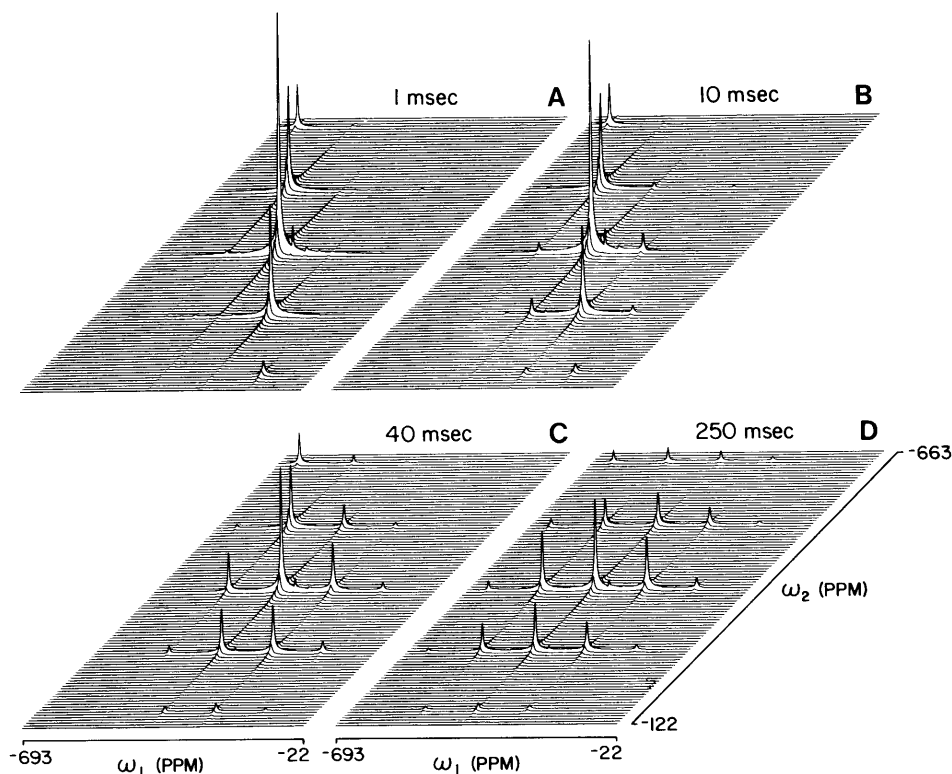 1 msec A
10 msec B
40 msec C
250 msec D
-663
ω2 (PPM)
-122
-693 -22 -693 -22
ω1 (PPM) ω1 (PPM)